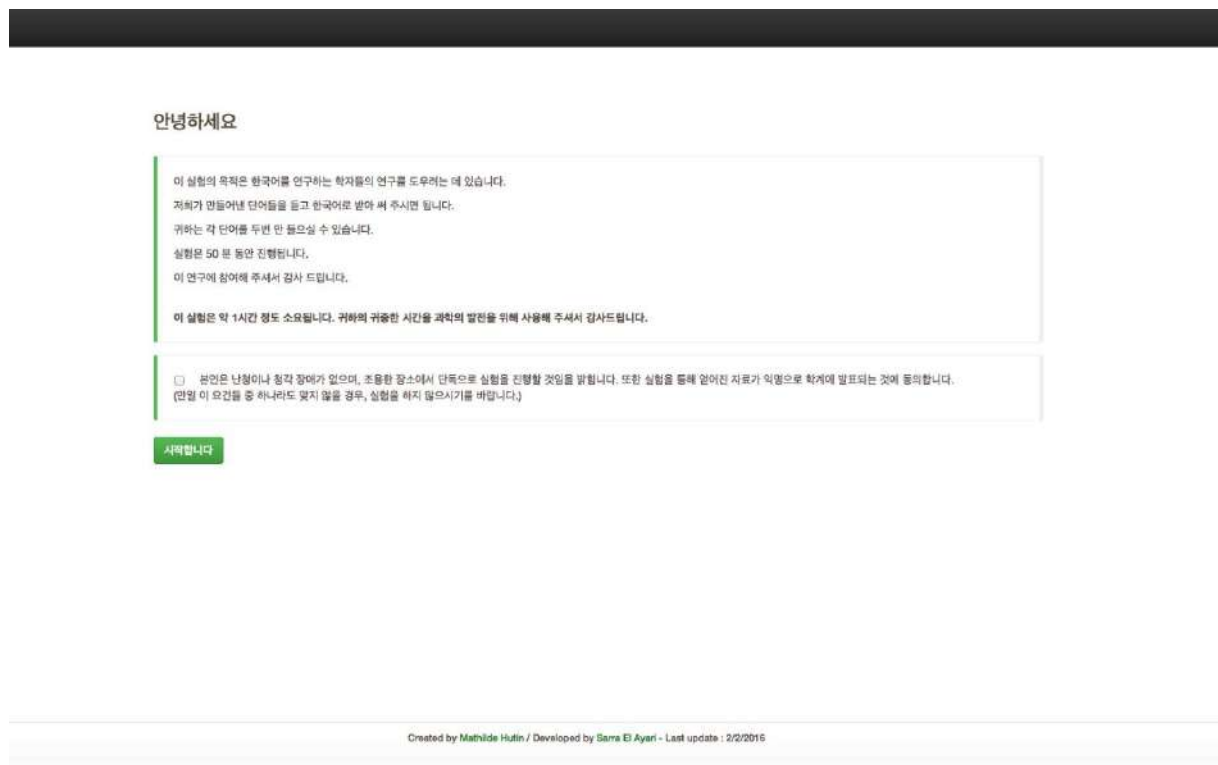 안녕하세요
이 실험의 목적은 한국어를 연구하는 학자들의 연구를 도우려는 데 있습니다.
저희가 만들어낸 단어들을 듣고 한국어로 받아 써 주시면 됩니다.
귀하는 각 단어를 두번 만 들으실 수 있습니다.
실험은 50 분 동안 진행됩니다.
이 연구에 참여해 주셔서 감사 드립니다.
이 실험은 약 1시간 정도 소요됩니다. 귀하의 귀중한 시간을 과학의 발전을 위해 사용해 주셔서 감사드립니다.
본인은 난청이나 청각 장애가 없으며, 조용한 장소에서 단독으로 실험을 진행할 것임을 밝힙니다. 또한 실험을 통해 얻어진 자료가 익명으로 학계에 발표되는 것에 동의합니다.
(만일 이 요건들 중 하나라도 맞지 않을 경우, 실험을 하지 않으시기를 바랍니다.)
시작합니다
Created by Mathilde Hutin / Developed by Sarra El Ayari - Last update : 2/2/2016